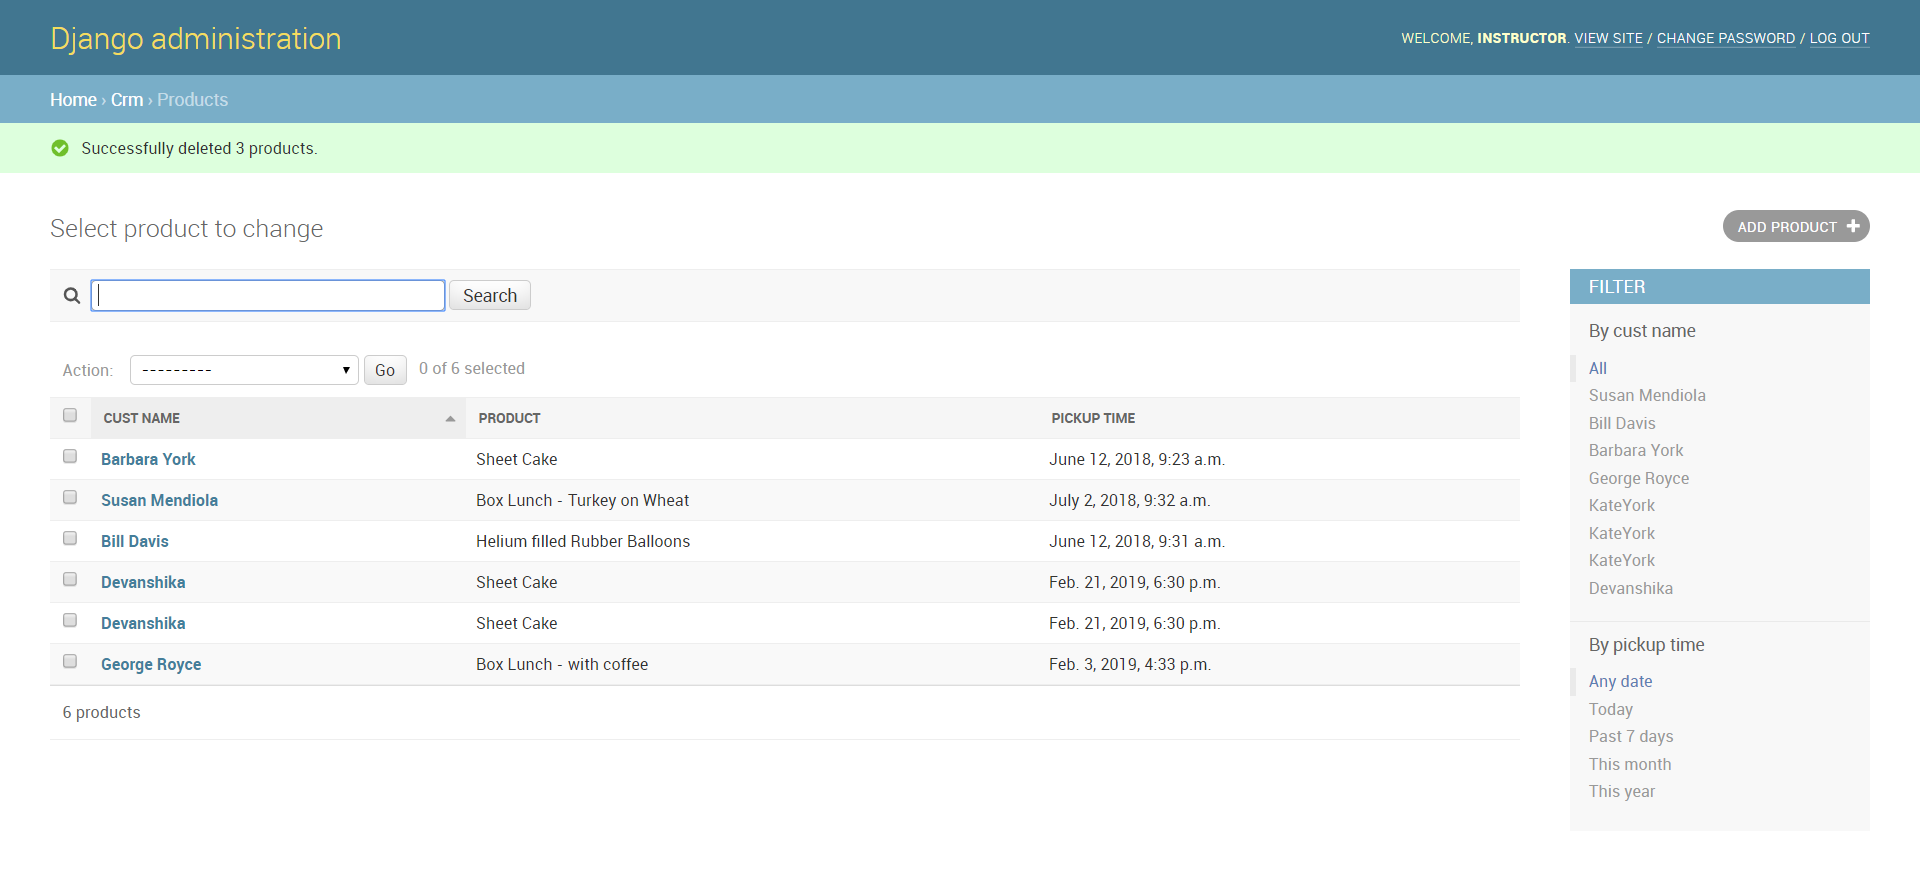 Django administration
WELCOME, INSTRUCTOR. VIEW SITE / CHANGE PASSWORD / LOG OUT
Home › Crm › Products
Successfully deleted 3 products.
Select product to change
ADD PRODUCT +
Search
Action: --------- Go 0 of 6 selected
CUST NAME PRODUCT PICKUP TIME
Barbara York Sheet Cake June 12, 2018, 9:23 a.m.
Susan Mendiola Box Lunch - Turkey on Wheat July 2, 2018, 9:32 a.m.
Bill Davis Helium filled Rubber Balloons June 12, 2018, 9:31 a.m.
Devanshika Sheet Cake Feb. 21, 2019, 6:30 p.m.
Devanshika Sheet Cake Feb. 21, 2019, 6:30 p.m.
George Royce Box Lunch - with coffee Feb. 3, 2019, 4:33 p.m.
6 products
FILTER
By cust name
All
Susan Mendiola
Bill Davis
Barbara York
George Royce
KateYork
KateYork
KateYork
Devanshika
By pickup time
Any date
Today
Past 7 days
This month
This year